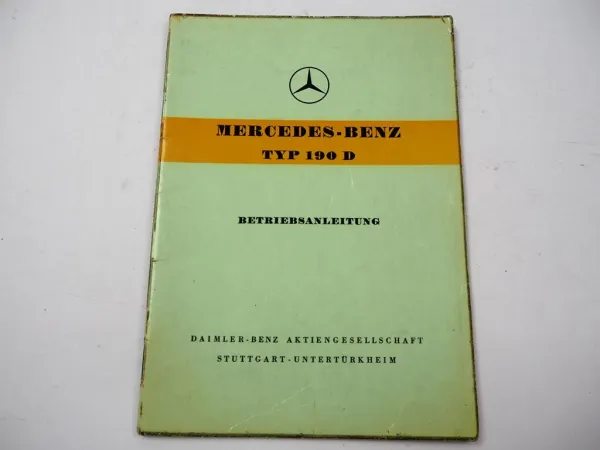 MERCEDES-BENZ
TYP 190 D
BETRIEBSANLEITUNG
DAIMLER-BENZ AKTIENGESELLSCHAFT
STUTTGART-UNTERTÜRKHEIM